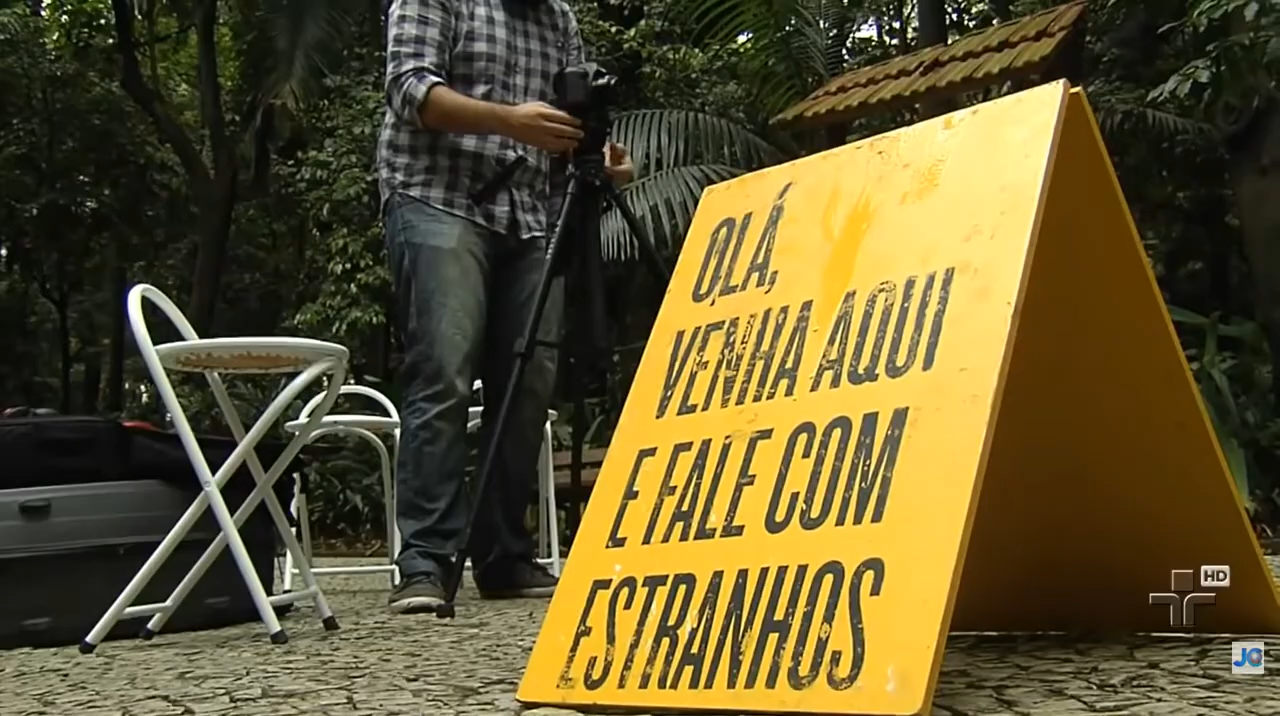 OLÁ,
VENHA AQUI
E FALE COM
ESTRANHOS
HD
JC